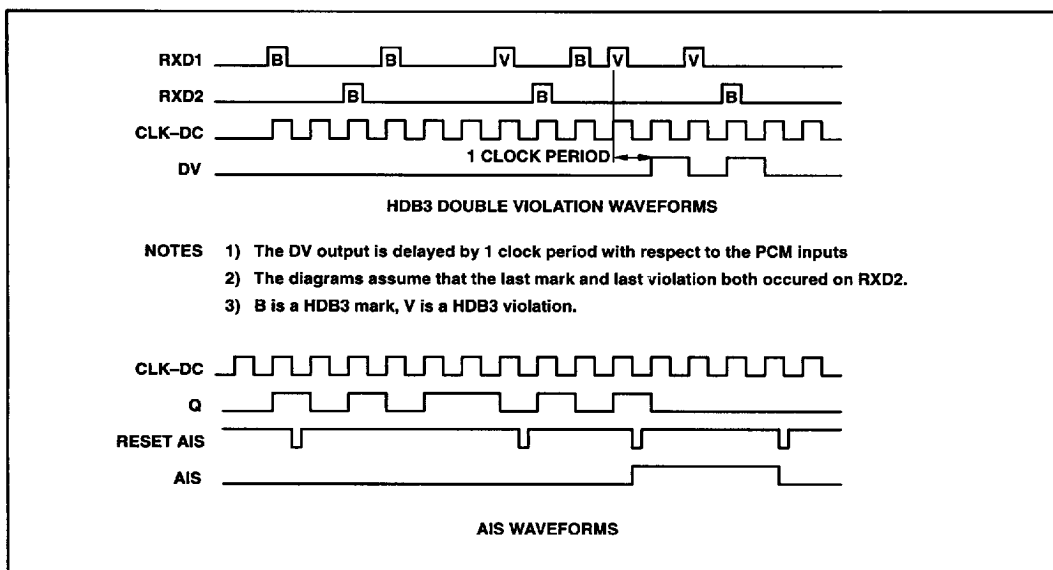 RXD1 B B V B V V
RXD2 B B B
CLK–DC
1 CLOCK PERIOD
DV
HDB3 DOUBLE VIOLATION WAVEFORMS
NOTES 1) The DV output is delayed by 1 clock period with respect to the PCM inputs
2) The diagrams assume that the last mark and last violation both occured on RXD2.
3) B is a HDB3 mark, V is a HDB3 violation.
CLK–DC
Q
RESET AIS
AIS
AIS WAVEFORMS